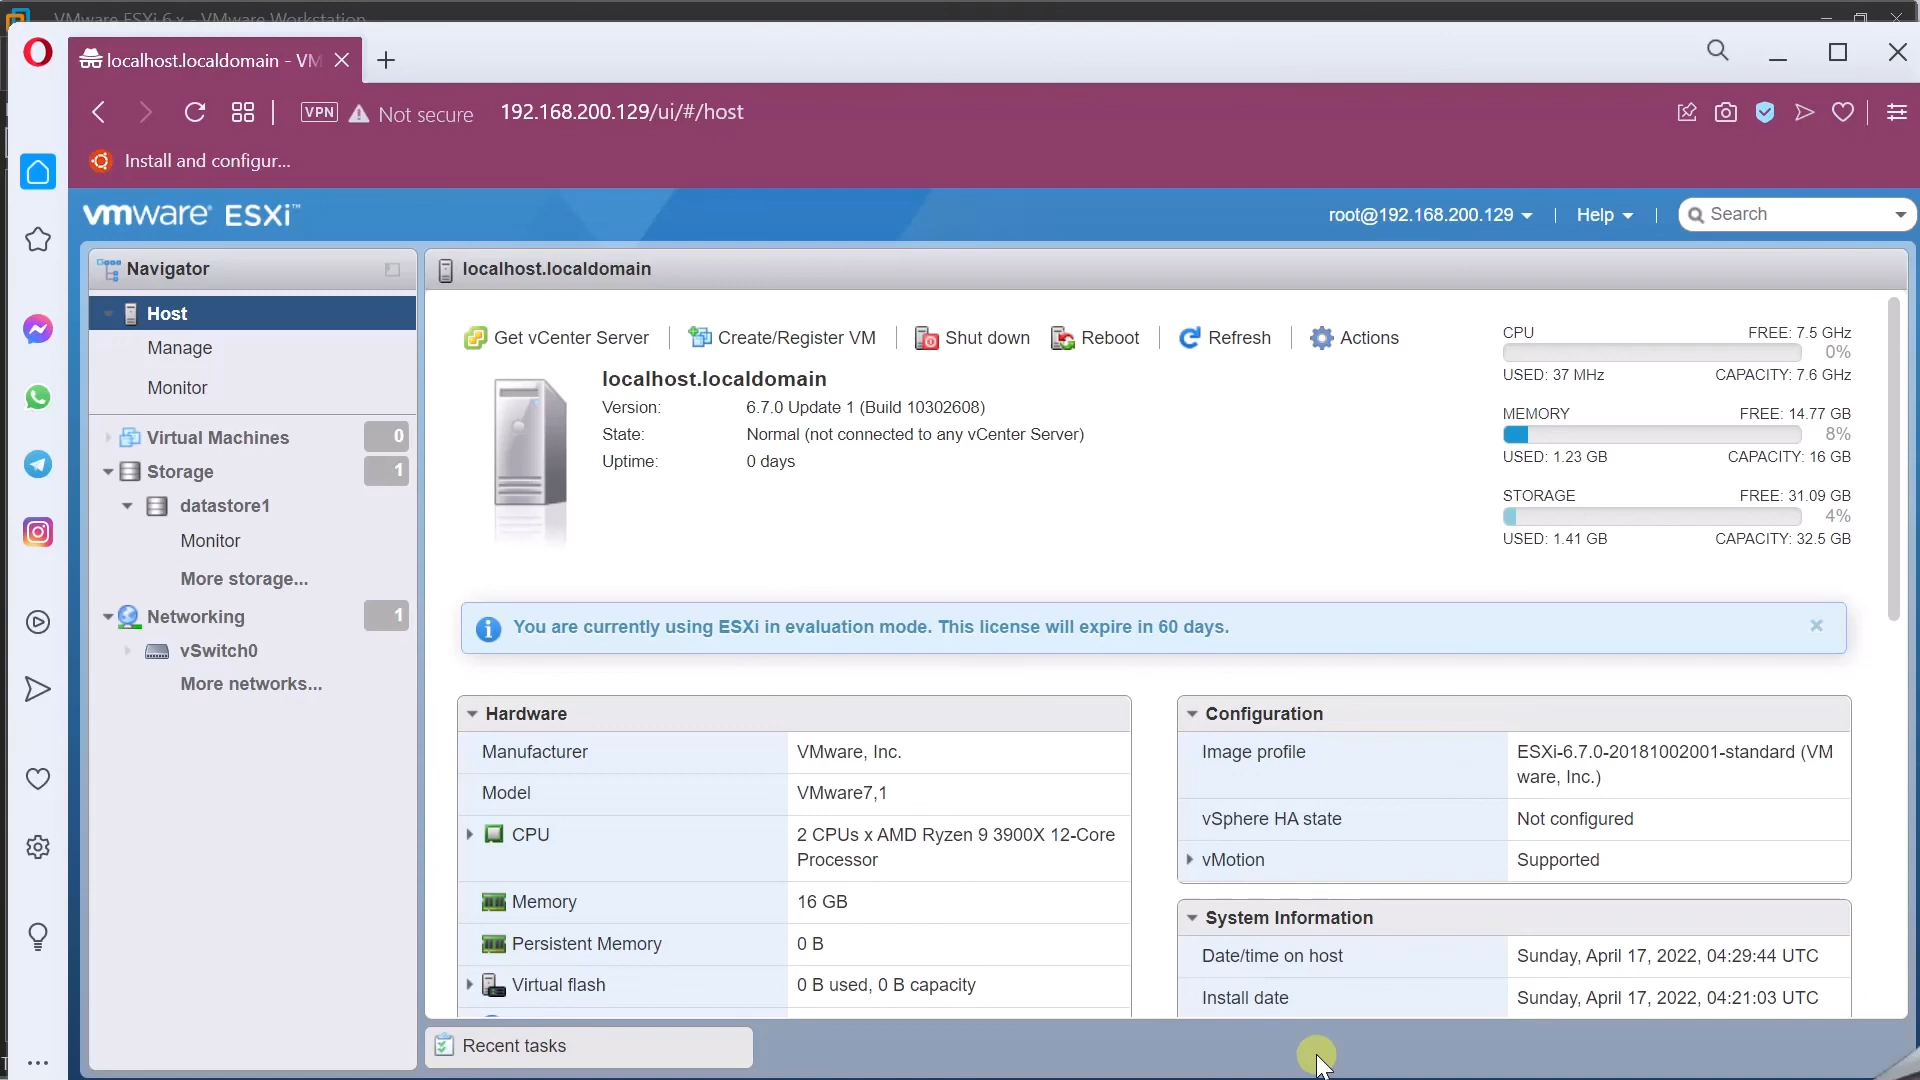 VMware ESXi 6.x - VMware Workstation
localhost.localdomain - VM
VPN Not secure 192.168.200.129/ui/#/host
Install and configur...
vmware ESXi™
root@192.168.200.129
Help
Search
Navigator
localhost.localdomain
Host
Manage
Monitor
Virtual Machines 0
Storage 1
datastore1
Monitor
More storage...
Networking 1
vSwitch0
More networks...
Get vCenter Server
Create/Register VM
Shut down
Reboot
Refresh
Actions
localhost.localdomain
Version: 6.7.0 Update 1 (Build 10302608)
State: Normal (not connected to any vCenter Server)
Uptime: 0 days
CPU FREE: 7.5 GHz
0%
USED: 37 MHz CAPACITY: 7.6 GHz
MEMORY FREE: 14.77 GB
8%
USED: 1.23 GB CAPACITY: 16 GB
STORAGE FREE: 31.09 GB
4%
USED: 1.41 GB CAPACITY: 32.5 GB
You are currently using ESXi in evaluation mode. This license will expire in 60 days.
Hardware
Manufacturer VMware, Inc.
Model VMware7,1
CPU 2 CPUs x AMD Ryzen 9 3900X 12-Core
Processor
Memory 16 GB
Persistent Memory 0 B
Virtual flash 0 B used, 0 B capacity
Configuration
Image profile ESXi-6.7.0-20181002001-standard (VM
ware, Inc.)
vSphere HA state Not configured
vMotion Supported
System Information
Date/time on host Sunday, April 17, 2022, 04:29:44 UTC
Install date Sunday, April 17, 2022, 04:21:03 UTC
Recent tasks